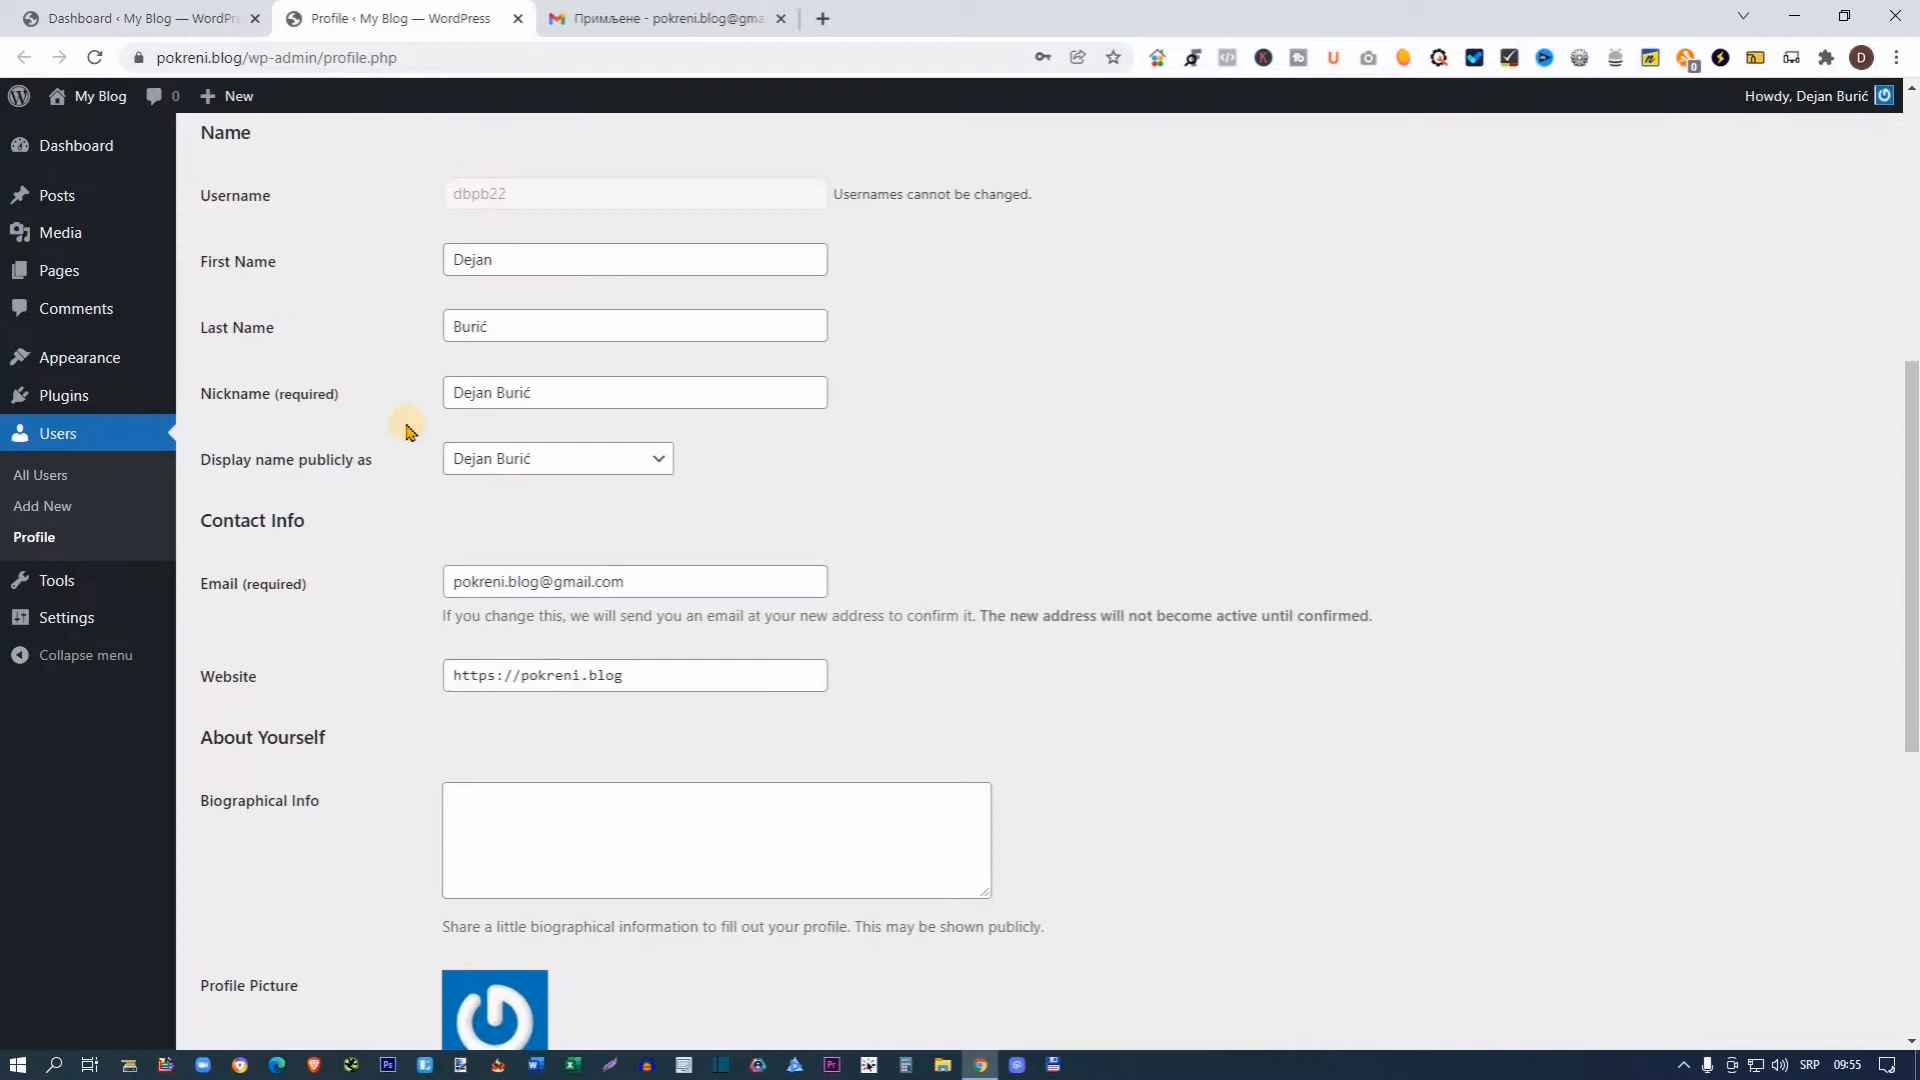 Dashboard ‹ My Blog — WordPre
Profile ‹ My Blog — WordPress
Примљене - pokreni.blog@gma
pokreni.blog/wp-admin/profile.php
My Blog
0
New
Howdy, Dejan Burić
Dashboard
Posts
Media
Pages
Comments
Appearance
Plugins
Users
All Users
Add New
Profile
Tools
Settings
Collapse menu
Name
Username
dbpb22
Usernames cannot be changed.
First Name
Dejan
Last Name
Burić
Nickname (required)
Dejan Burić
Display name publicly as
Dejan Burić
Contact Info
Email (required)
pokreni.blog@gmail.com
If you change this, we will send you an email at your new address to confirm it. The new address will not become active until confirmed.
Website
https://pokreni.blog
About Yourself
Biographical Info
Share a little biographical information to fill out your profile. This may be shown publicly.
Profile Picture
SRP
09:55